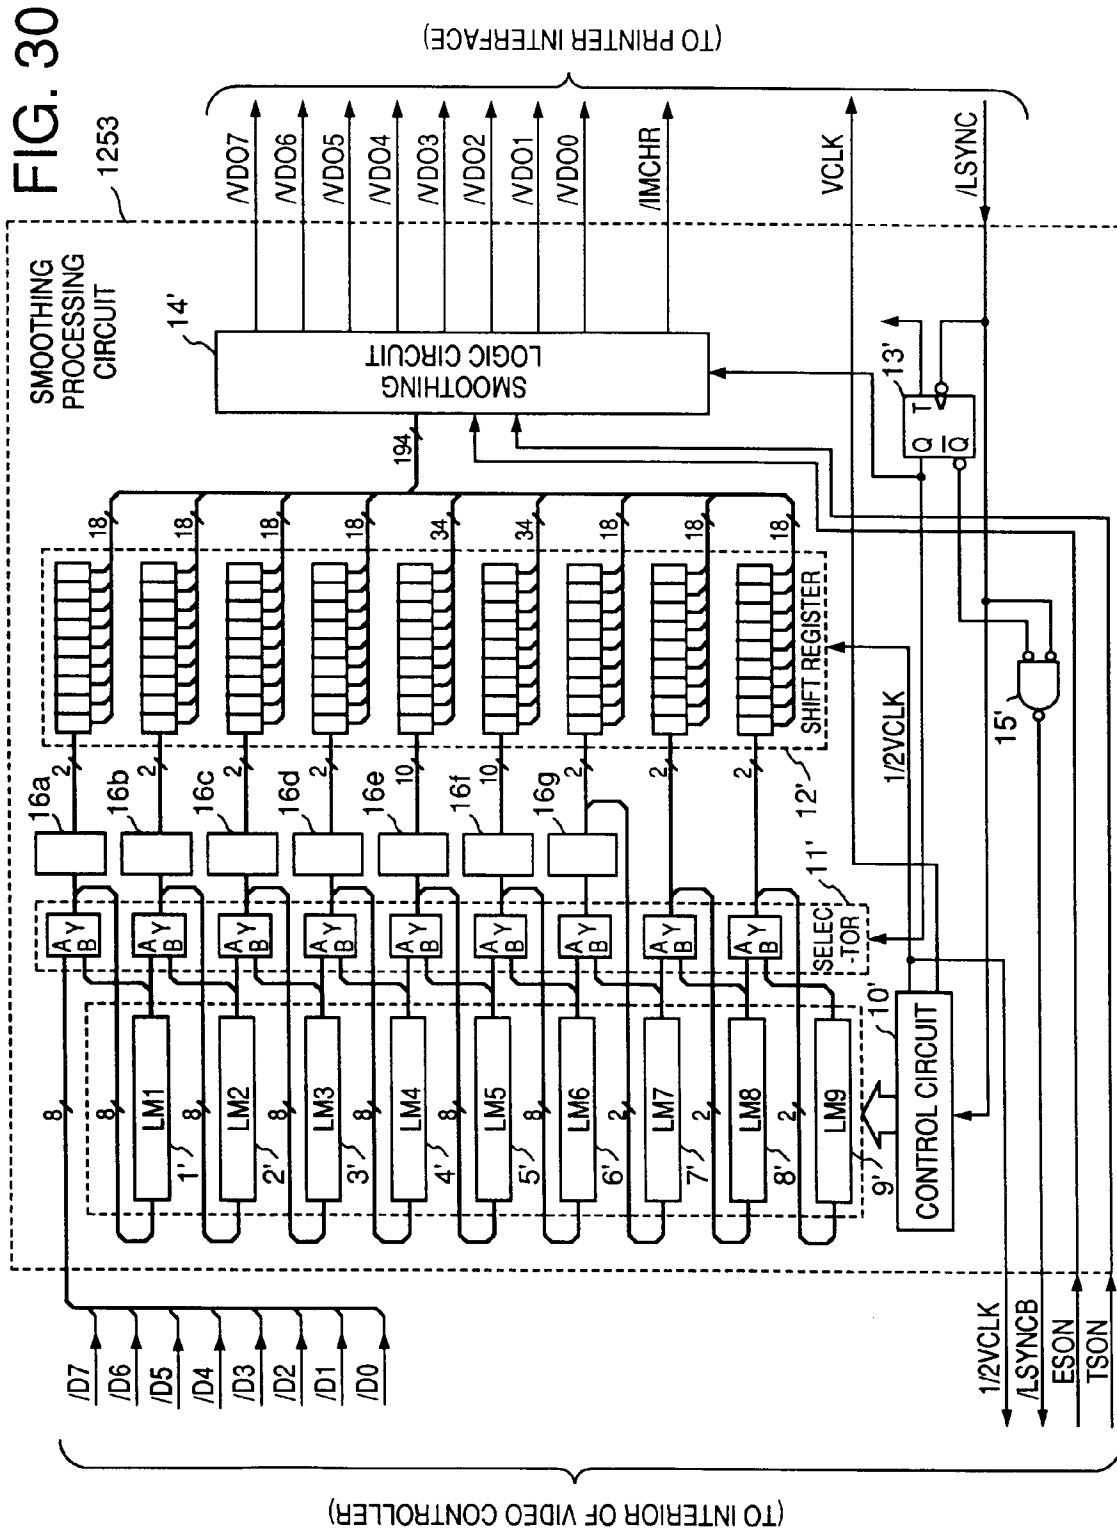 FIG. 30
1253
SMOOTHING
PROCESSING
CIRCUIT
(TO INTERIOR OF VIDEO CONTROLLER)
/D7
/D6
/D5
/D4
/D3
/D2
/D1
/D0
1/2VCLK
/LSYNCB
ESON
TSON
8
8
8
8
8
8
8
2
2
2
LM1
LM2
LM3
LM4
LM5
LM6
LM7
LM8
LM9
1'
2'
3'
4'
5'
6'
7'
8'
9'
CONTROL CIRCUIT
10'
A
B
Y
A
B
Y
A
B
Y
A
B
Y
A
B
Y
A
B
Y
A
B
Y
A
B
Y
A
B
Y
SELEC
-TOR
11'
16a
16b
16c
16d
16e
16f
16g
2
2
2
2
10
10
2
2
2
SHIFT REGISTER
12'
1/2VCLK
18
18
18
18
34
34
18
18
18
194
SMOOTHING
LOGIC CIRCUIT
14'
Q
T
Q
13'
15'
/VDO7
/VDO6
/VDO5
/VDO4
/VDO3
/VDO2
/VDO1
/VDO0
/IMCHR
VCLK
/LSYNC
(TO PRINTER INTERFACE)